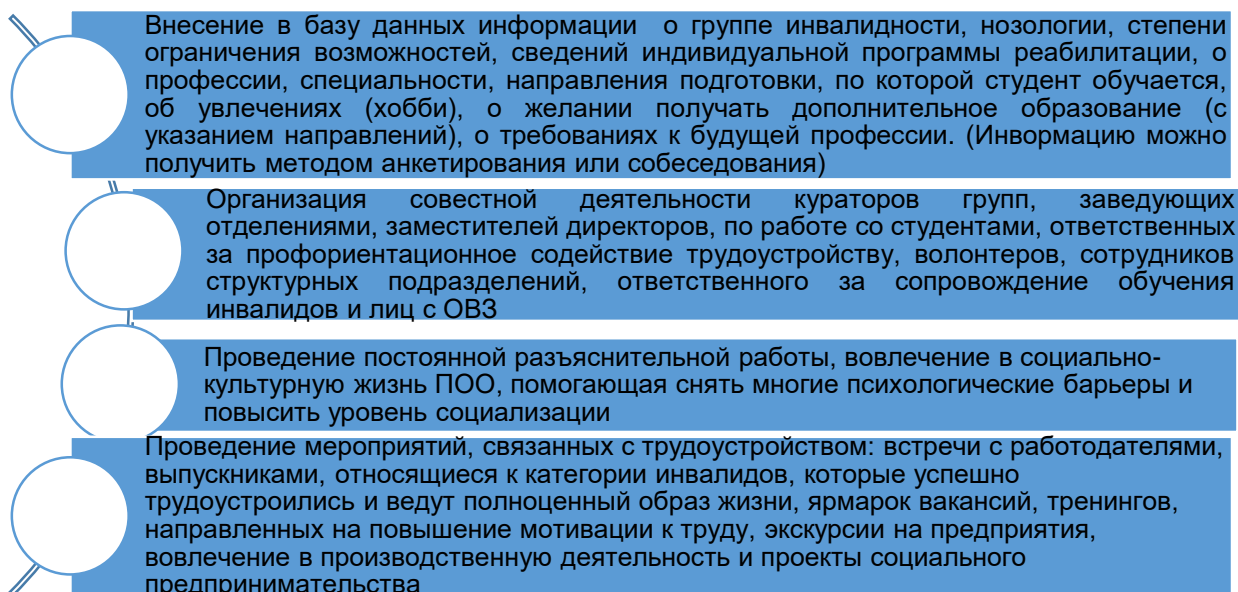 Внесение в базу данных информации о группе инвалидности, нозологии, степени
ограничения возможностей, сведений индивидуальной программы реабилитации, о
профессии, специальности, направления подготовки, по которой студент обучается,
об увлечениях (хобби), о желании получать дополнительное образование (с
указанием направлений), о требованиях к будущей профессии. (Инвормацию можно
получить методом анкетирования или собеседования)
Организация совестной деятельности кураторов групп, заведующих
отделениями, заместителей директоров, по работе со студентами, ответственных
за профориентационное содействие трудоустройству, волонтеров, сотрудников
структурных подразделений, ответственного за сопровождение обучения
инвалидов и лиц с ОВЗ
Проведение постоянной разъяснительной работы, вовлечение в социально-
культурную жизнь ПОО, помогающая снять многие психологические барьеры и
повысить уровень социализации
Проведение мероприятий, связанных с трудоустройством: встречи с работодателями,
выпускниками, относящиеся к категории инвалидов, которые успешно
трудоустроились и ведут полноценный образ жизни, ярмарок вакансий, тренингов,
направленных на повышение мотивации к труду, экскурсии на предприятия,
вовлечение в производственную деятельность и проекты социального
предпринимательства